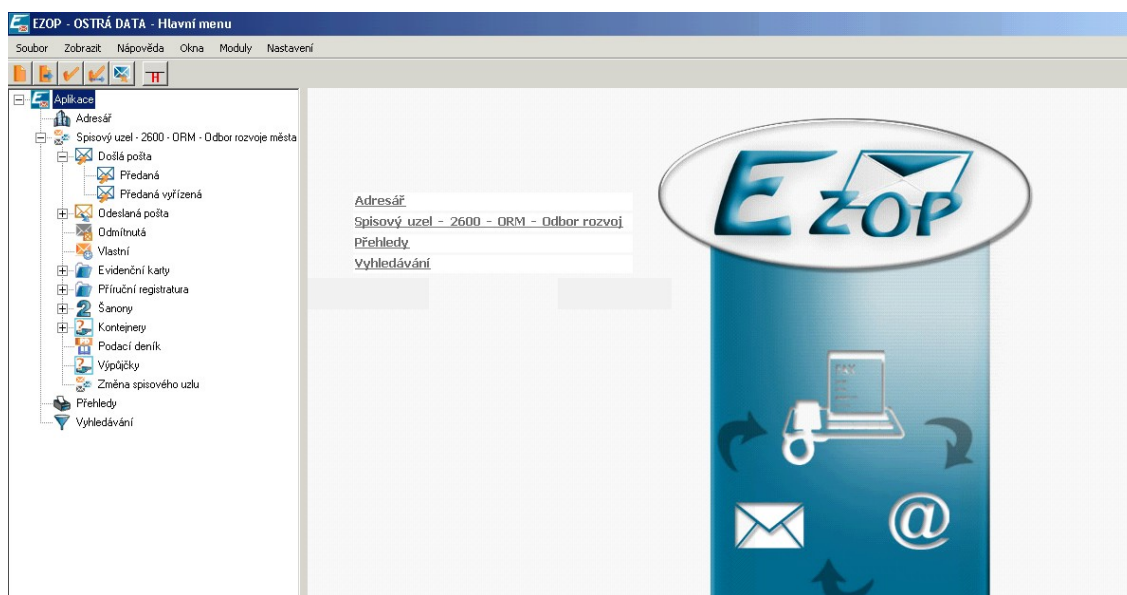 EZOP - OSTRÁ DATA - Hlavní menu
Soubor Zobrazit Nápověda Okna Moduly Nastavení
Aplikace
Adresář
Spisový uzel - 2600 - ORM - Odbor rozvoje města
Došlá pošta
Předaná
Předaná vyřízená
Odeslaná pošta
Odmítnutá
Vlastní
Evidenční karty
Příruční registratura
Šanony
Kontejnery
Podací deník
Výpůjčky
Změna spisového uzlu
Přehledy
Vyhledávání
Adresář
Spisový uzel - 2600 - ORM - Odbor rozvoj
Přehledy
Vyhledávání
EZOP
FAX
@